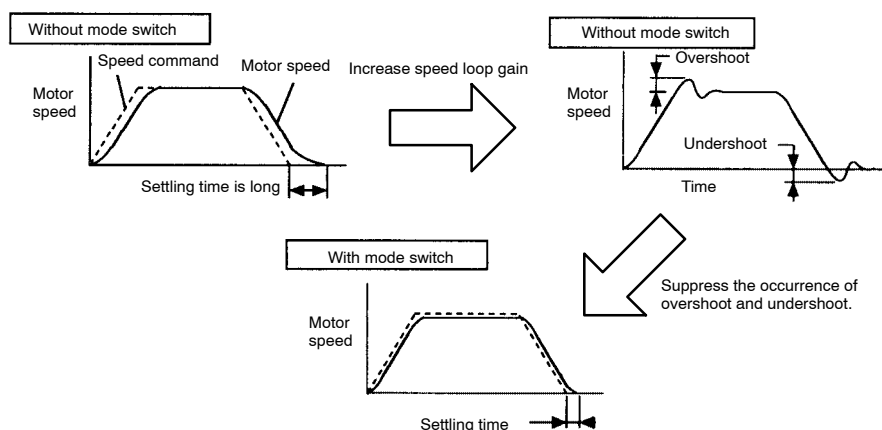 Without mode switch
Speed command
Motor speed
Motor
speed
Settling time is long
Increase speed loop gain
Without mode switch
Overshoot
Motor
speed
Undershoot
Time
Suppress the occurrence of
overshoot and undershoot.
With mode switch
Motor
speed
Settling time